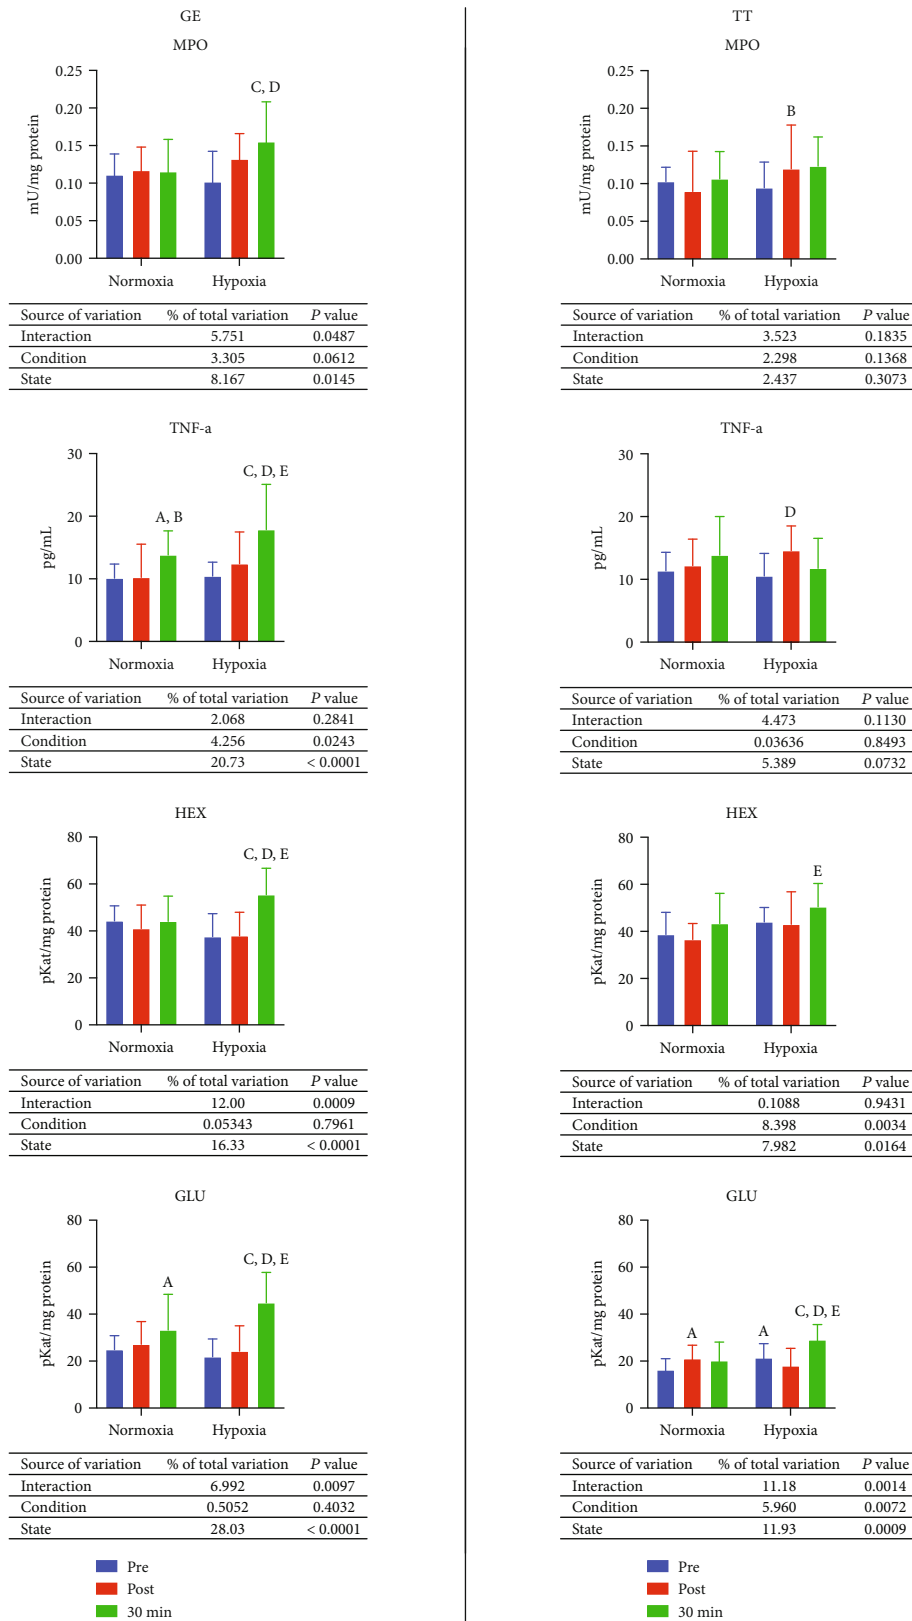 GE
MPO
mU/mg protein
0.25
0.20
0.15
0.10
0.05
0.00
C, D
Normoxia Hypoxia
Source of variation % of total variation P value
Interaction 5.751 0.0487
Condition 3.305 0.0612
State 8.167 0.0145
TNF-a
pg/mL
30
20
10
0
A, B
C, D, E
Normoxia Hypoxia
Source of variation % of total variation P value
Interaction 2.068 0.2841
Condition 4.256 0.0243
State 20.73 < 0.0001
HEX
pKat/mg protein
80
60
40
20
0
C, D, E
Normoxia Hypoxia
Source of variation % of total variation P value
Interaction 12.00 0.0009
Condition 0.05343 0.7961
State 16.33 < 0.0001
GLU
pKat/mg protein
80
60
40
20
0
A
C, D, E
Normoxia Hypoxia
Source of variation % of total variation P value
Interaction 6.992 0.0097
Condition 0.5052 0.4032
State 28.03 < 0.0001
Pre
Post
30 min
TT
MPO
mU/mg protein
0.25
0.20
0.15
0.10
0.05
0.00
B
Normoxia Hypoxia
Source of variation % of total variation P value
Interaction 3.523 0.1835
Condition 2.298 0.1368
State 2.437 0.3073
TNF-a
pg/mL
30
20
10
0
D
Normoxia Hypoxia
Source of variation % of total variation P value
Interaction 4.473 0.1130
Condition 0.03636 0.8493
State 5.389 0.0732
HEX
pKat/mg protein
80
60
40
20
0
E
Normoxia Hypoxia
Source of variation % of total variation P value
Interaction 0.1088 0.9431
Condition 8.398 0.0034
State 7.982 0.0164
GLU
pKat/mg protein
80
60
40
20
0
A
A
C, D, E
Normoxia Hypoxia
Source of variation % of total variation P value
Interaction 11.18 0.0014
Condition 5.960 0.0072
State 11.93 0.0009
Pre
Post
30 min